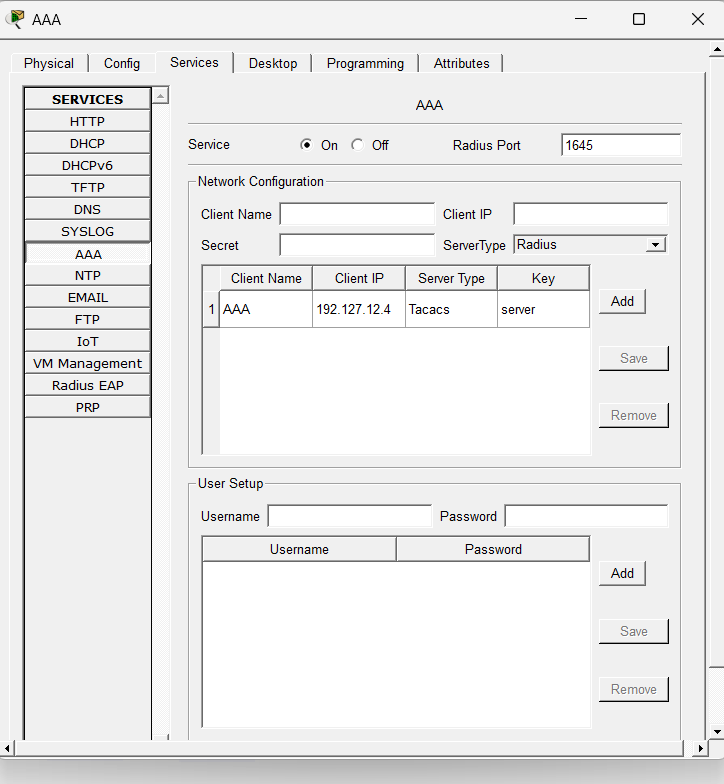 AAA
Physical Config Services Desktop Programming Attributes
SERVICES
HTTP
DHCP
DHCPv6
TFTP
DNS
SYSLOG
AAA
NTP
EMAIL
FTP
IoT
VM Management
Radius EAP
PRP
AAA
Service On Off Radius Port 1645
Network Configuration
Client Name Client IP
Secret ServerType Radius
Client Name Client IP Server Type Key
1 AAA 192.127.12.4 Tacacs server
Add
Save
Remove
User Setup
Username Password
Username Password
Add
Save
Remove